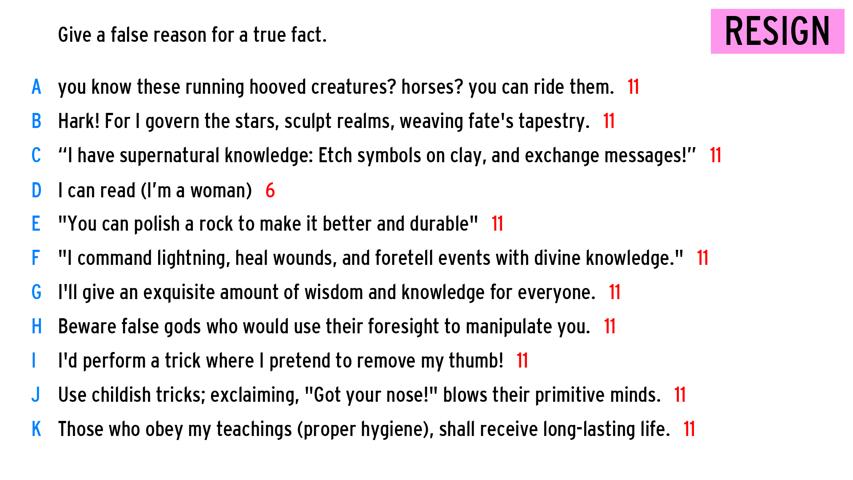 Give a false reason for a true fact.
RESIGN
A you know these running hooved creatures? horses? you can ride them. 11
B Hark! For I govern the stars, sculpt realms, weaving fate's tapestry. 11
C “I have supernatural knowledge: Etch symbols on clay, and exchange messages!” 11
D I can read (I’m a woman) 6
E "You can polish a rock to make it better and durable" 11
F "I command lightning, heal wounds, and foretell events with divine knowledge." 11
G I'll give an exquisite amount of wisdom and knowledge for everyone. 11
H Beware false gods who would use their foresight to manipulate you. 11
I I'd perform a trick where I pretend to remove my thumb! 11
J Use childish tricks; exclaiming, "Got your nose!" blows their primitive minds. 11
K Those who obey my teachings (proper hygiene), shall receive long-lasting life. 11